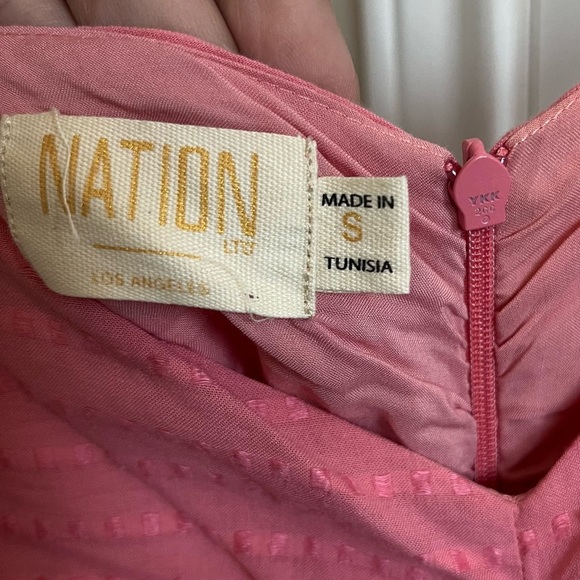 NATION
LTD
LOS ANGELES
MADE IN
S
TUNISIA
YKK